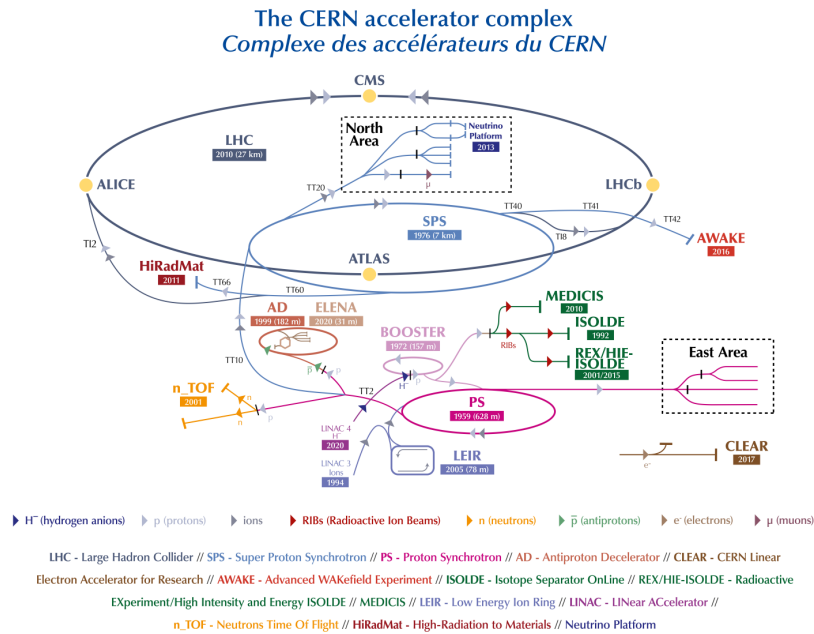 The CERN accelerator complex
Complexe des accélérateurs du CERN
CMS
North
Area
Neutrino
Platform
2013
LHC
2010 (27 km)
μ
ALICE
LHCb
TT20
TT40
TT41
SPS
1976 (7 km)
TT42
TI8
TI2
AWAKE
2016
ATLAS
HiRadMat
2011
TT66
TT60
AD
1999 (182 m)
ELENA
2020 (31 m)
MEDICIS
2010
BOOSTER
1972 (157 m)
ISOLDE
1992
RIBs
REX/HIE-
ISOLDE
2001/2015
East Area
TT10
p̅
p
H⁻
p
n_TOF
2001
n
n
p
TT2
PS
1959 (628 m)
LINAC 4
H⁻
2020
LINAC 3
Ions
1994
LEIR
2005 (78 m)
CLEAR
2017
e⁻
H⁻ (hydrogen anions) p (protons) ions RIBs (Radioactive Ion Beams) n (neutrons) p̅ (antiprotons) e⁻ (electrons) μ (muons)
LHC - Large Hadron Collider // SPS - Super Proton Synchrotron // PS - Proton Synchrotron // AD - Antiproton Decelerator // CLEAR - CERN Linear
Electron Accelerator for Research // AWAKE - Advanced WAKefield Experiment // ISOLDE - Isotope Separator OnLine // REX/HIE-ISOLDE - Radioactive
EXperiment/High Intensity and Energy ISOLDE // MEDICIS // LEIR - Low Energy Ion Ring // LINAC - LINear ACcelerator //
n_TOF - Neutrons Time Of Flight // HiRadMat - High-Radiation to Materials // Neutrino Platform